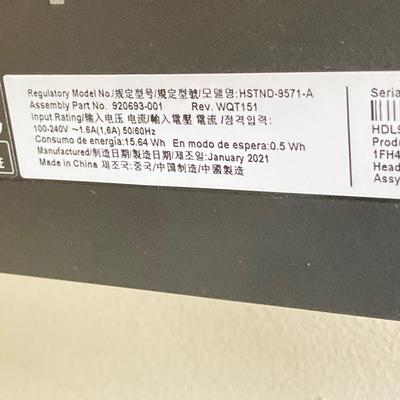 Regulatory Model No./规定型号/規定型號/모델명:HSTND-9571-A
Assembly Part No. 920693-001 Rev. WQT151
Input Rating/输入电压 电流/輸入電壓 電流 /정격입력:
100-240V ～1.6A(1,6A) 50/60Hz
Consumo de energía:15.64 Wh En modo de espera:0.5 Wh
Manufactured/制造日期/製造日期/제조일:January 2021
Made in China 제조국:중국/中国制造/中國製造
Seria
HDLS
Produ
1FH4
Head
Assy